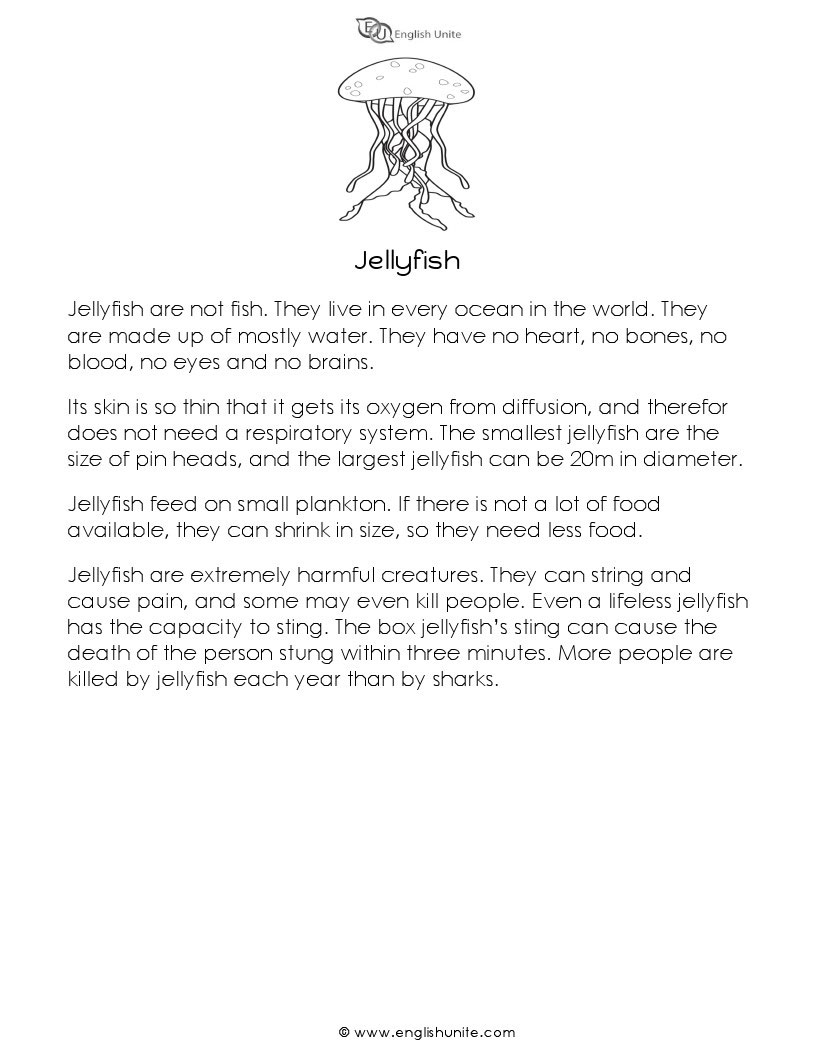 EU English Unite
Jellyfish
Jellyfish are not fish. They live in every ocean in the world. They
are made up of mostly water. They have no heart, no bones, no
blood, no eyes and no brains.
Its skin is so thin that it gets its oxygen from diffusion, and therefor
does not need a respiratory system. The smallest jellyfish are the
size of pin heads, and the largest jellyfish can be 20m in diameter.
Jellyfish feed on small plankton. If there is not a lot of food
available, they can shrink in size, so they need less food.
Jellyfish are extremely harmful creatures. They can string and
cause pain, and some may even kill people. Even a lifeless jellyfish
has the capacity to sting. The box jellyfish's sting can cause the
death of the person stung within three minutes. More people are
killed by jellyfish each year than by sharks.
© www.englishunite.com